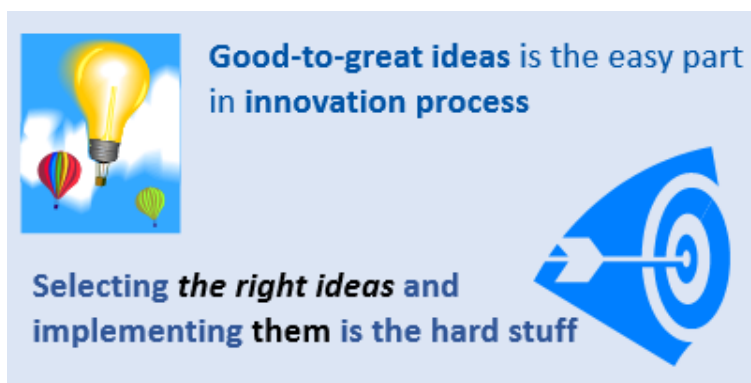 Good-to-great ideas is the easy part
in innovation process
Selecting the right ideas and
implementing them is the hard stuff